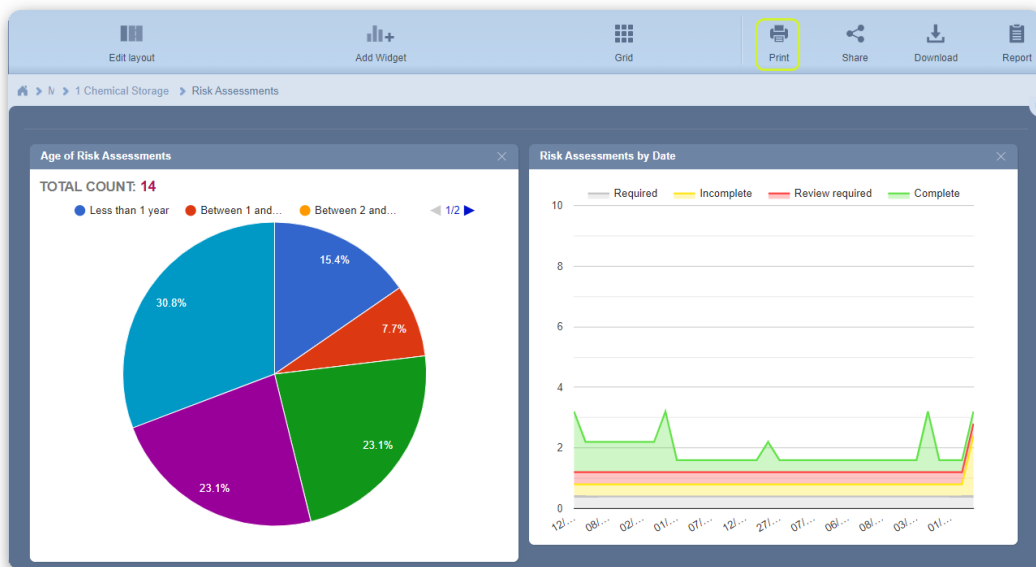 Edit layout
Add Widget
Grid
Print
Share
Download
Report
1 Chemical Storage > Risk Assessments
Age of Risk Assessments
TOTAL COUNT: 14
Less than 1 year
Between 1 and...
Between 2 and...
1/2
15.4%
7.7%
23.1%
23.1%
30.8%
Risk Assessments by Date
Required
Incomplete
Review required
Complete
10
8
6
4
2
0
12/...
08/...
02/...
01/...
07/...
12/...
27/...
07/...
06/...
08/...
03/...
01/...